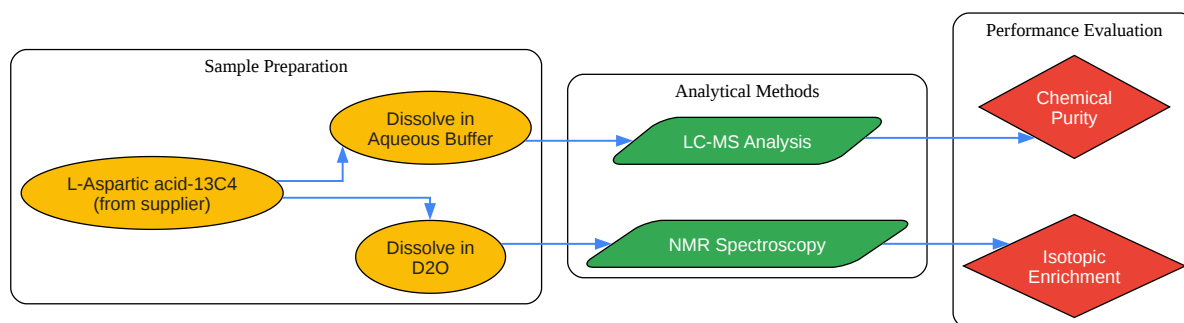 Sample Preparation
L-Aspartic acid-13C4
(from supplier)
Dissolve in
Aqueous Buffer
Dissolve in
D2O
Analytical Methods
LC-MS Analysis
NMR Spectroscopy
Performance Evaluation
Chemical
Purity
Isotopic
Enrichment